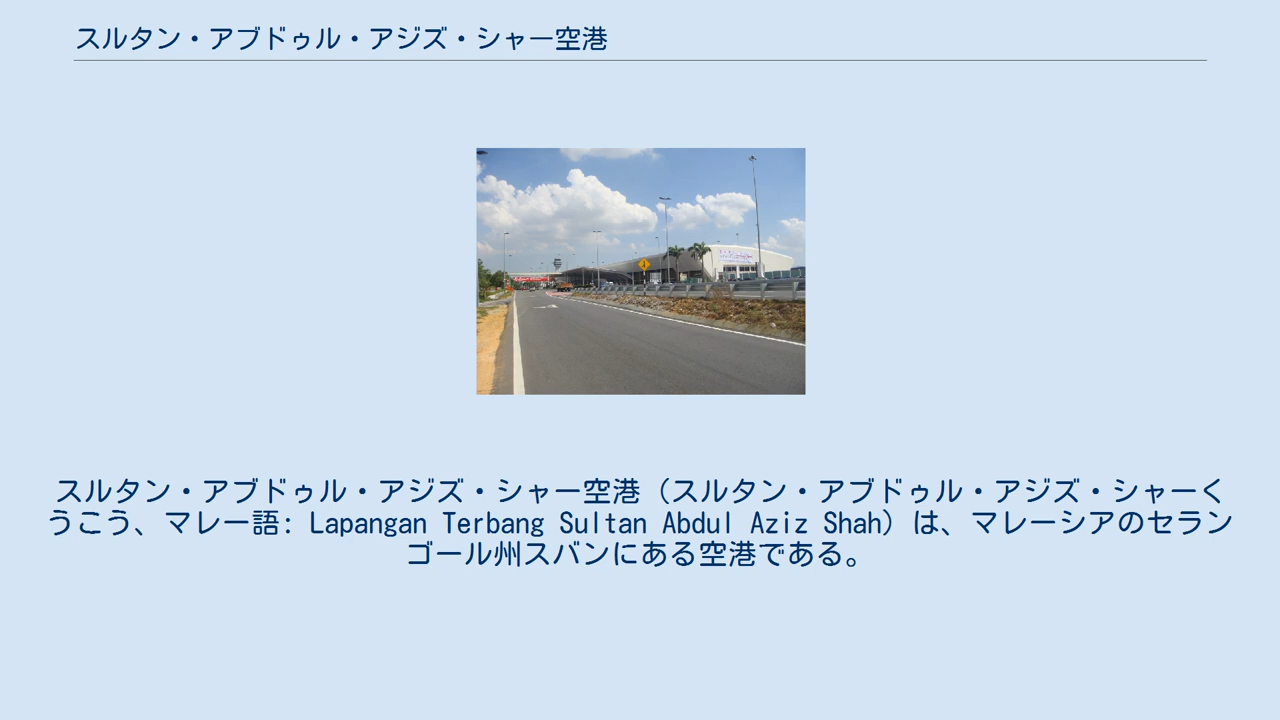 スルタン・アブドゥル・アジズ・シャー空港
スルタン・アブドゥル・アジズ・シャー空港（スルタン・アブドゥル・アジズ・シャーく
うこう、マレー語: Lapangan Terbang Sultan Abdul Aziz Shah）は、マレーシアのセラン
ゴール州スバンにある空港である。